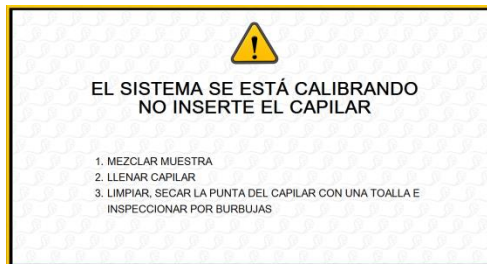 EL SISTEMA SE ESTÁ CALIBRANDO
NO INSERTE EL CAPILAR
1. MEZCLAR MUESTRA
2. LLENAR CAPILAR
3. LIMPIAR, SECAR LA PUNTA DEL CAPILAR CON UNA TOALLA E
INSPECCIONAR POR BURBUJAS